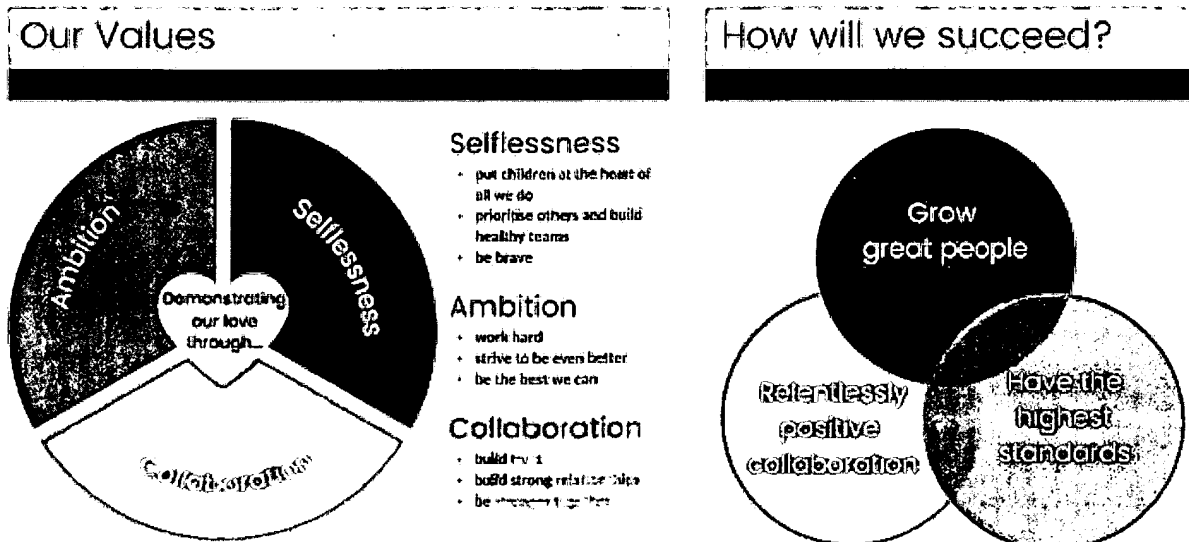 Our Values
Ambition
Selflessness
Demonstrating
our love
through...
Collaboration
Selflessness
• put children at the heart of
all we do
• prioritise others and build
healthy teams
• be brave
Ambition
• work hard
• strive to be even better
• be the best we can
Collaboration
• build
• build strong relationships
• be
How will we succeed?
Grow
great people
Relentlessly
positive
collaboration
Have the
highest
standards